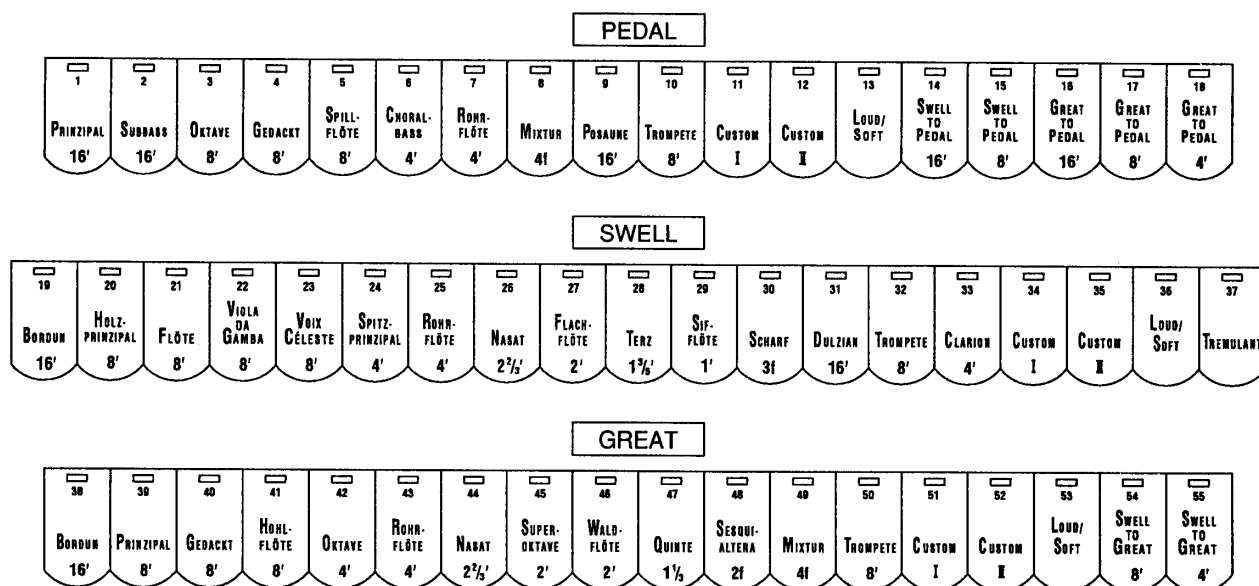 PEDAL
1 2 3 4 5 6 7 8 9 10 11 12 13 14 15 16 17 18
PRINZIPAL 16'
SUBBASS 16'
OKTAVE 8'
GEDACKT 8'
SPILL-
FLÖTE
8'
CHORAL-
BASS
4'
ROHR-
FLÖTE
4'
MIXTUR
4f
POSAUNE
16'
TROMPETE
8'
CUSTOM
I
CUSTOM
II
LOUD/
SOFT
SWELL
TO
PEDAL
16'
SWELL
TO
PEDAL
8'
GREAT
TO
PEDAL
16'
GREAT
TO
PEDAL
8'
GREAT
TO
PEDAL
4'
SWELL
19 20 21 22 23 24 25 26 27 28 29 30 31 32 33 34 35 36 37
BORDUN
16'
HOLZ-
PRINZIPAL
8'
FLÖTE
8'
VIOLA
DA
GAMBA
8'
VOIX
CÉLESTE
8'
SPITZ-
PRINZIPAL
4'
ROHR-
FLÖTE
4'
NASAT
2⅔'
FLACH-
FLÖTE
2'
TERZ
1⅗'
SIF-
FLÖTE
1'
SCHARF
3f
DULZIAN
16'
TROMPETE
8'
CLARION
4'
CUSTOM
I
CUSTOM
II
LOUD/
SOFT
TREMULANT
GREAT
38 39 40 41 42 43 44 45 46 47 48 49 50 51 52 53 54 55
BORDUN
16'
PRINZIPAL
8'
GEDACKT
8'
HOHL-
FLÖTE
8'
OKTAVE
4'
ROHR-
FLÖTE
4'
NASAT
2⅔'
SUPER-
OKTAVE
2'
WALD-
FLÖTE
2'
QUINTE
1⅓
SESQUI-
ALTERA
2f
MIXTUR
4f
TROMPETE
8'
CUSTOM
I
CUSTOM
II
LOUD/
SOFT
SWELL
TO
GREAT
8'
SWELL
TO
GREAT
4'